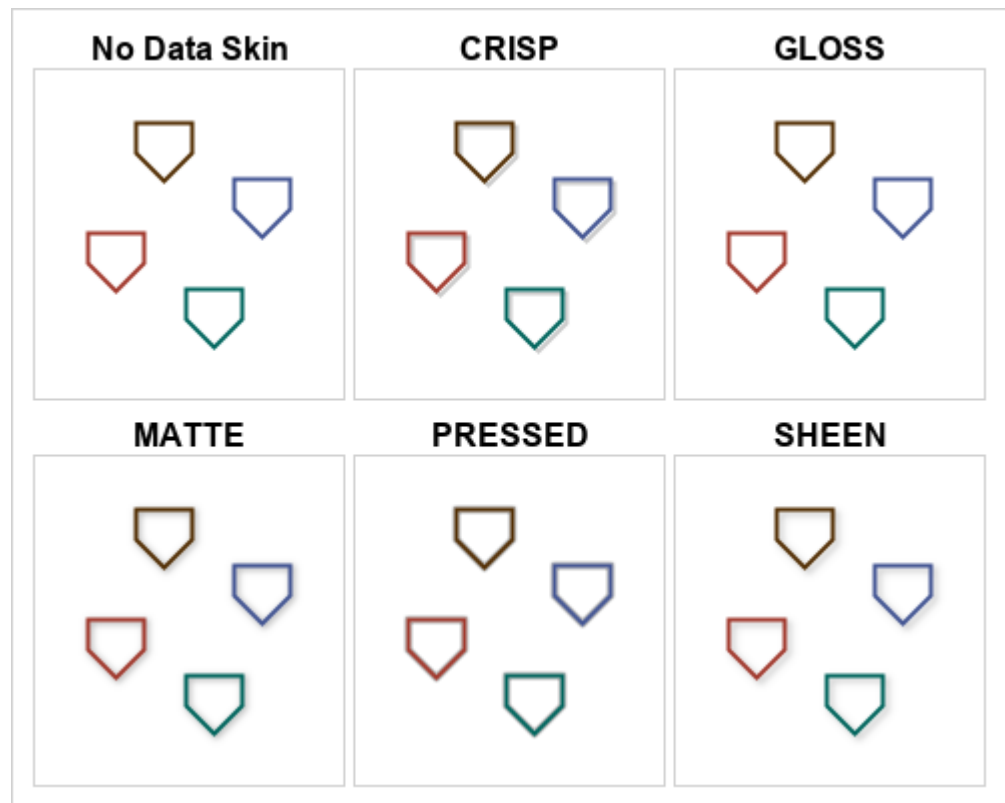 No Data Skin
CRISP
GLOSS
MATTE
PRESSED
SHEEN